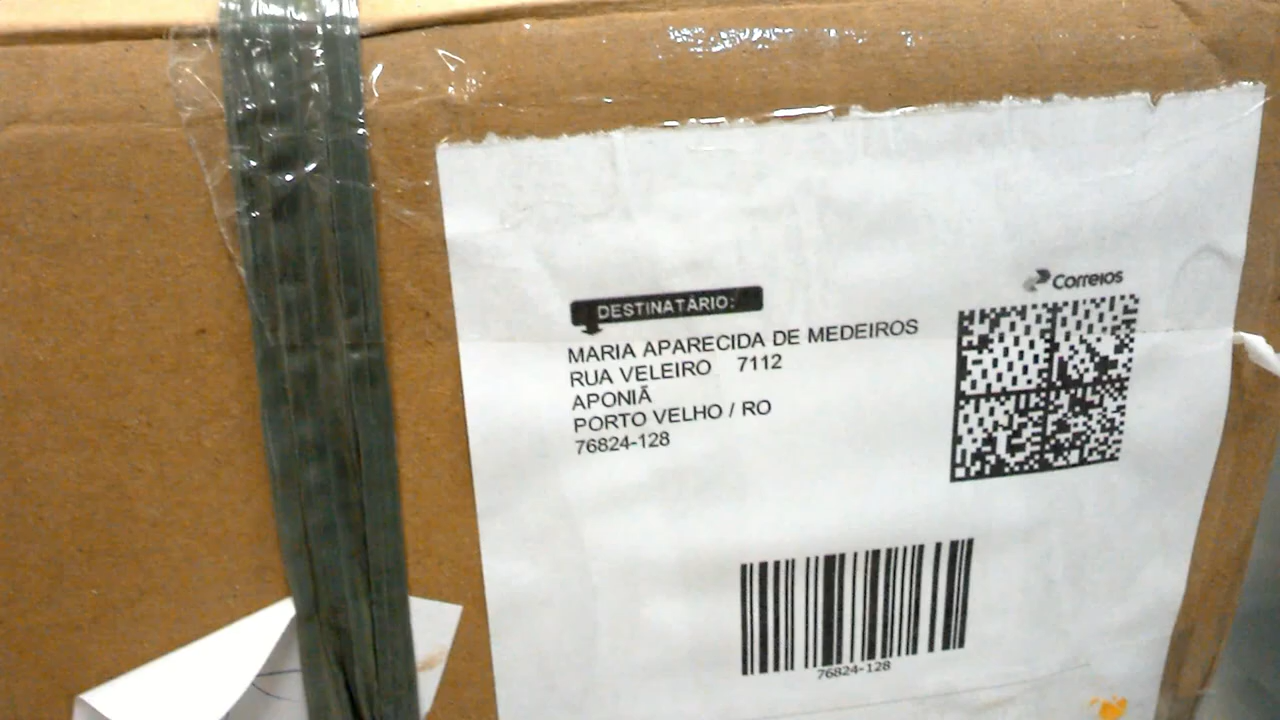 Correios
DESTINATÁRIO:
MARIA APARECIDA DE MEDEIROS
RUA VELEIRO 7112
APONIÃ
PORTO VELHO / RO
76824-128
76824-128